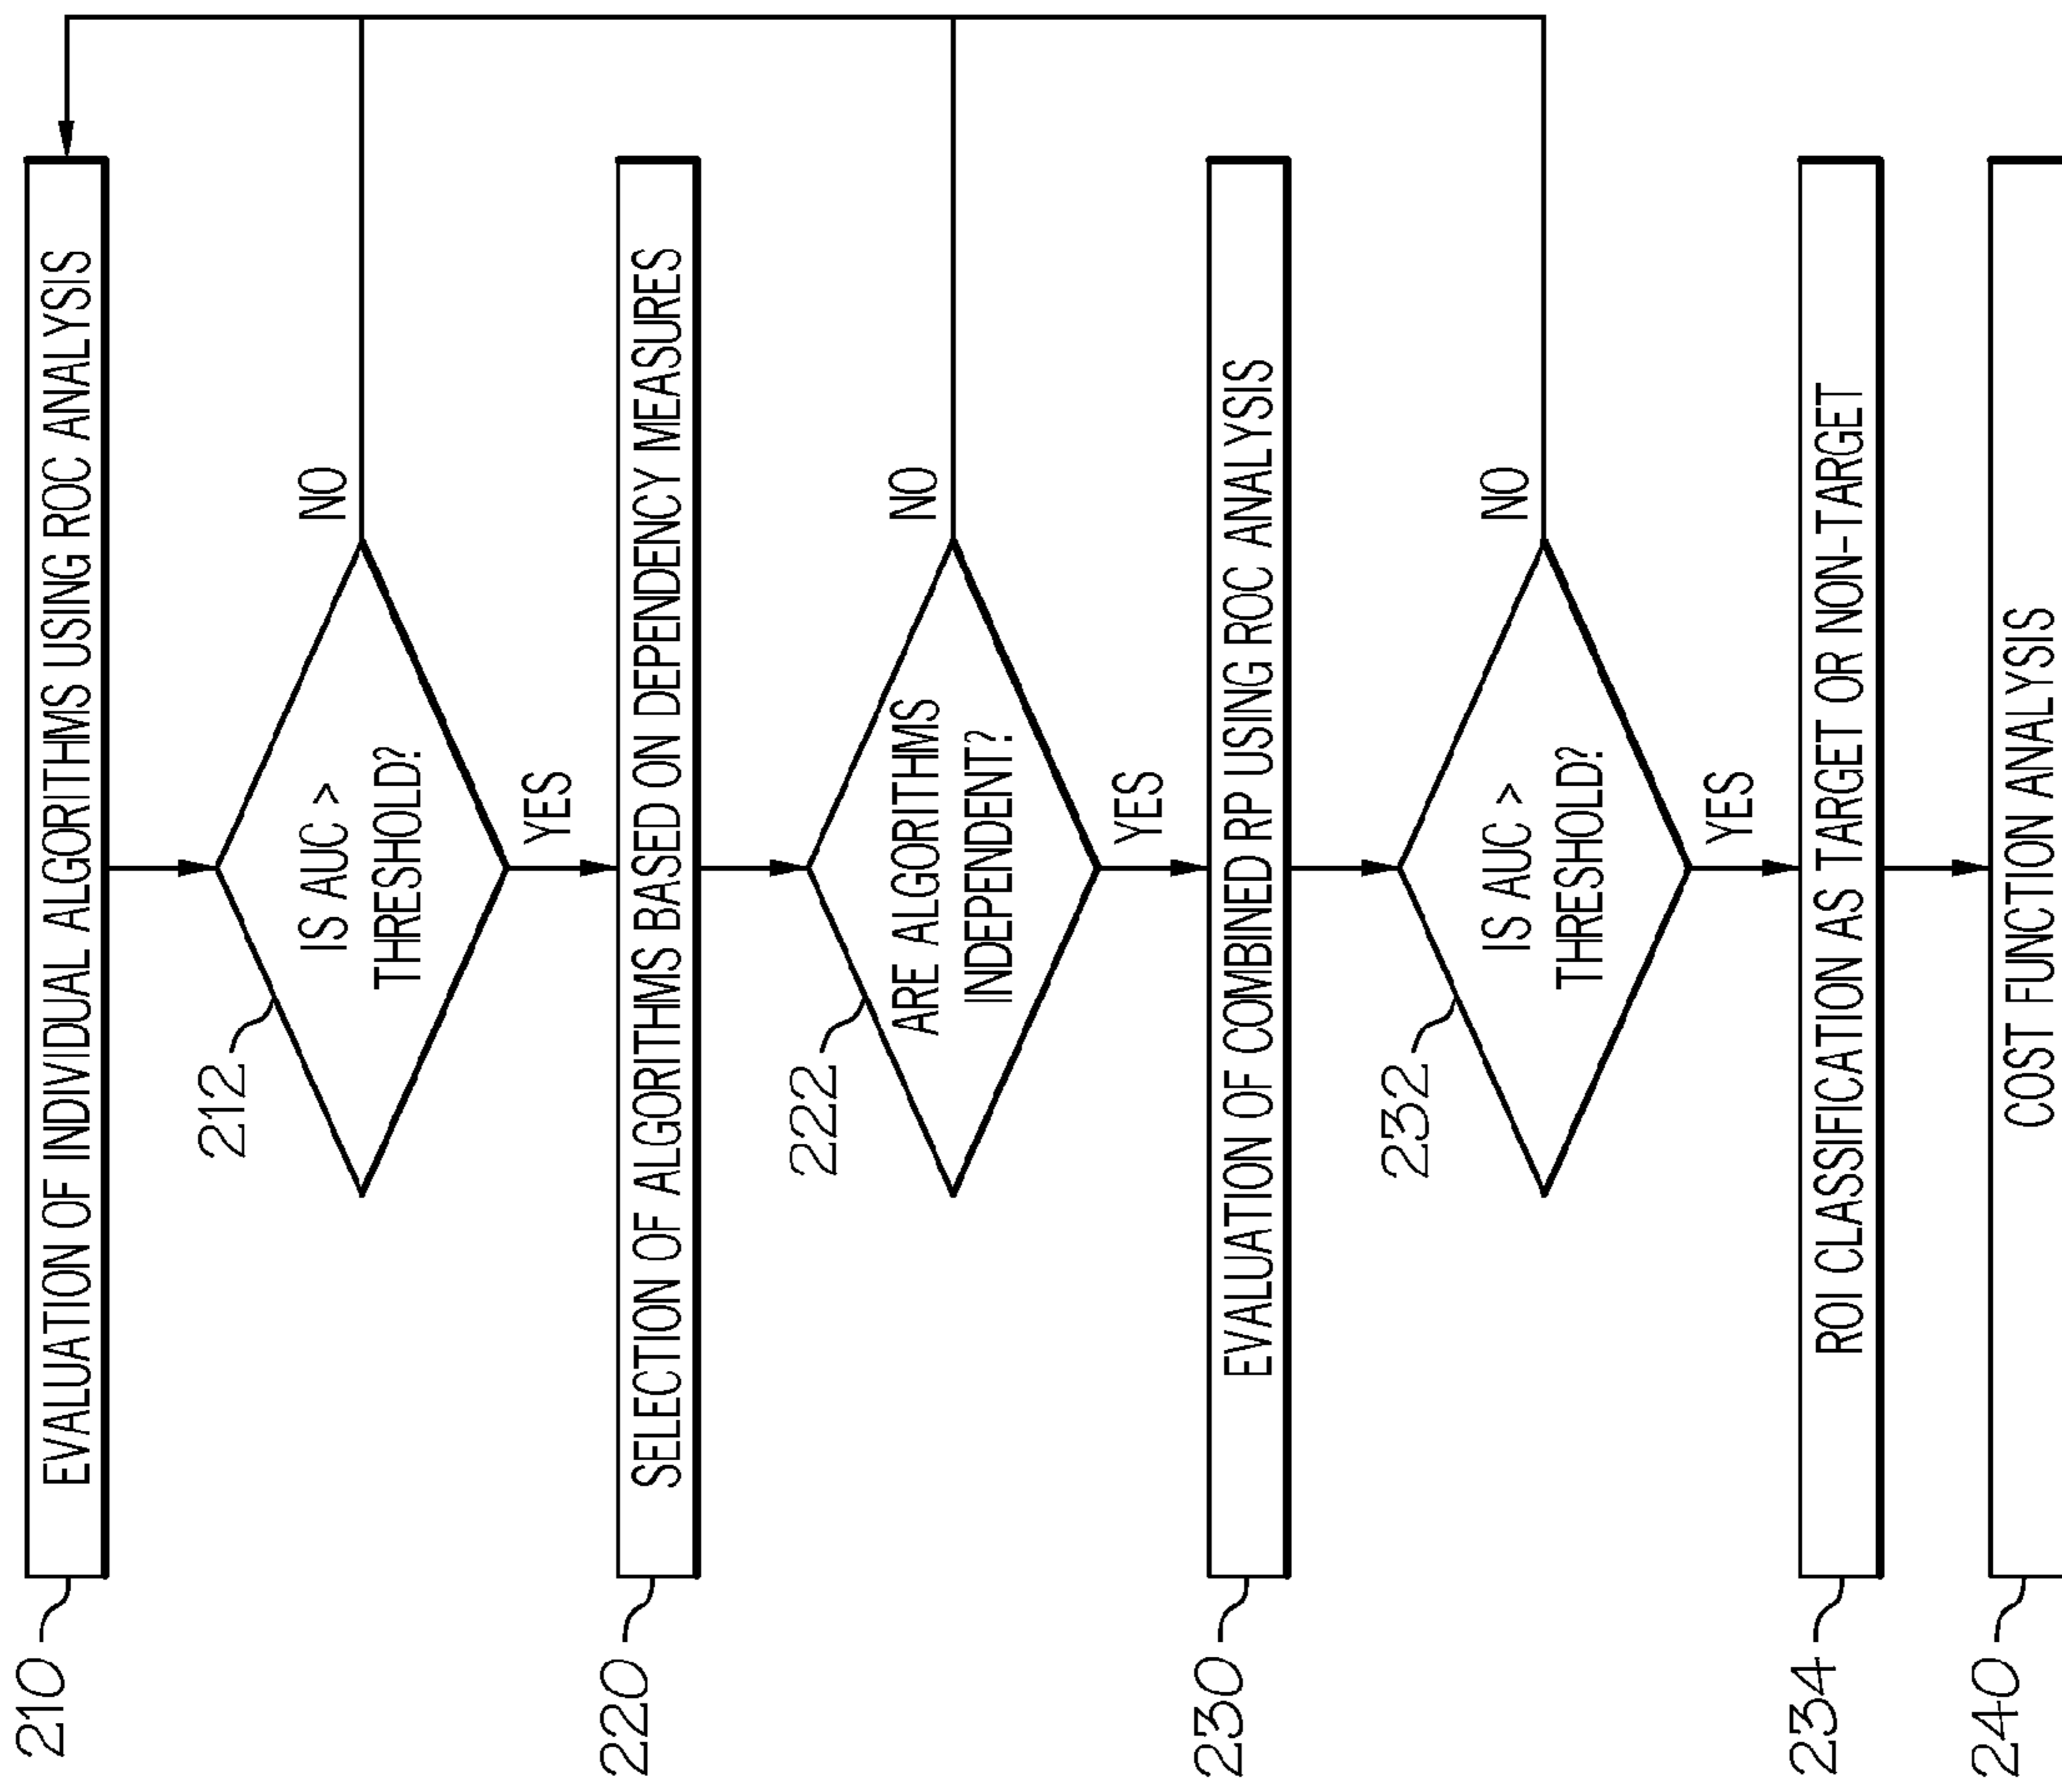 210
EVALUATION OF INDIVIDUAL ALGORITHMS USING ROC ANALYSIS
212
IS AUC >
THRESHOLD?
NO
YES
220
SELECTION OF ALGORITHMS BASED ON DEPENDENCY MEASURES
222
ARE ALGORITHMS
INDEPENDENT?
NO
YES
230
EVALUATION OF COMBINED RP USING ROC ANALYSIS
232
IS AUC >
THRESHOLD?
NO
YES
234
ROI CLASSIFICATION AS TARGET OR NON-TARGET
240
COST FUNCTION ANALYSIS